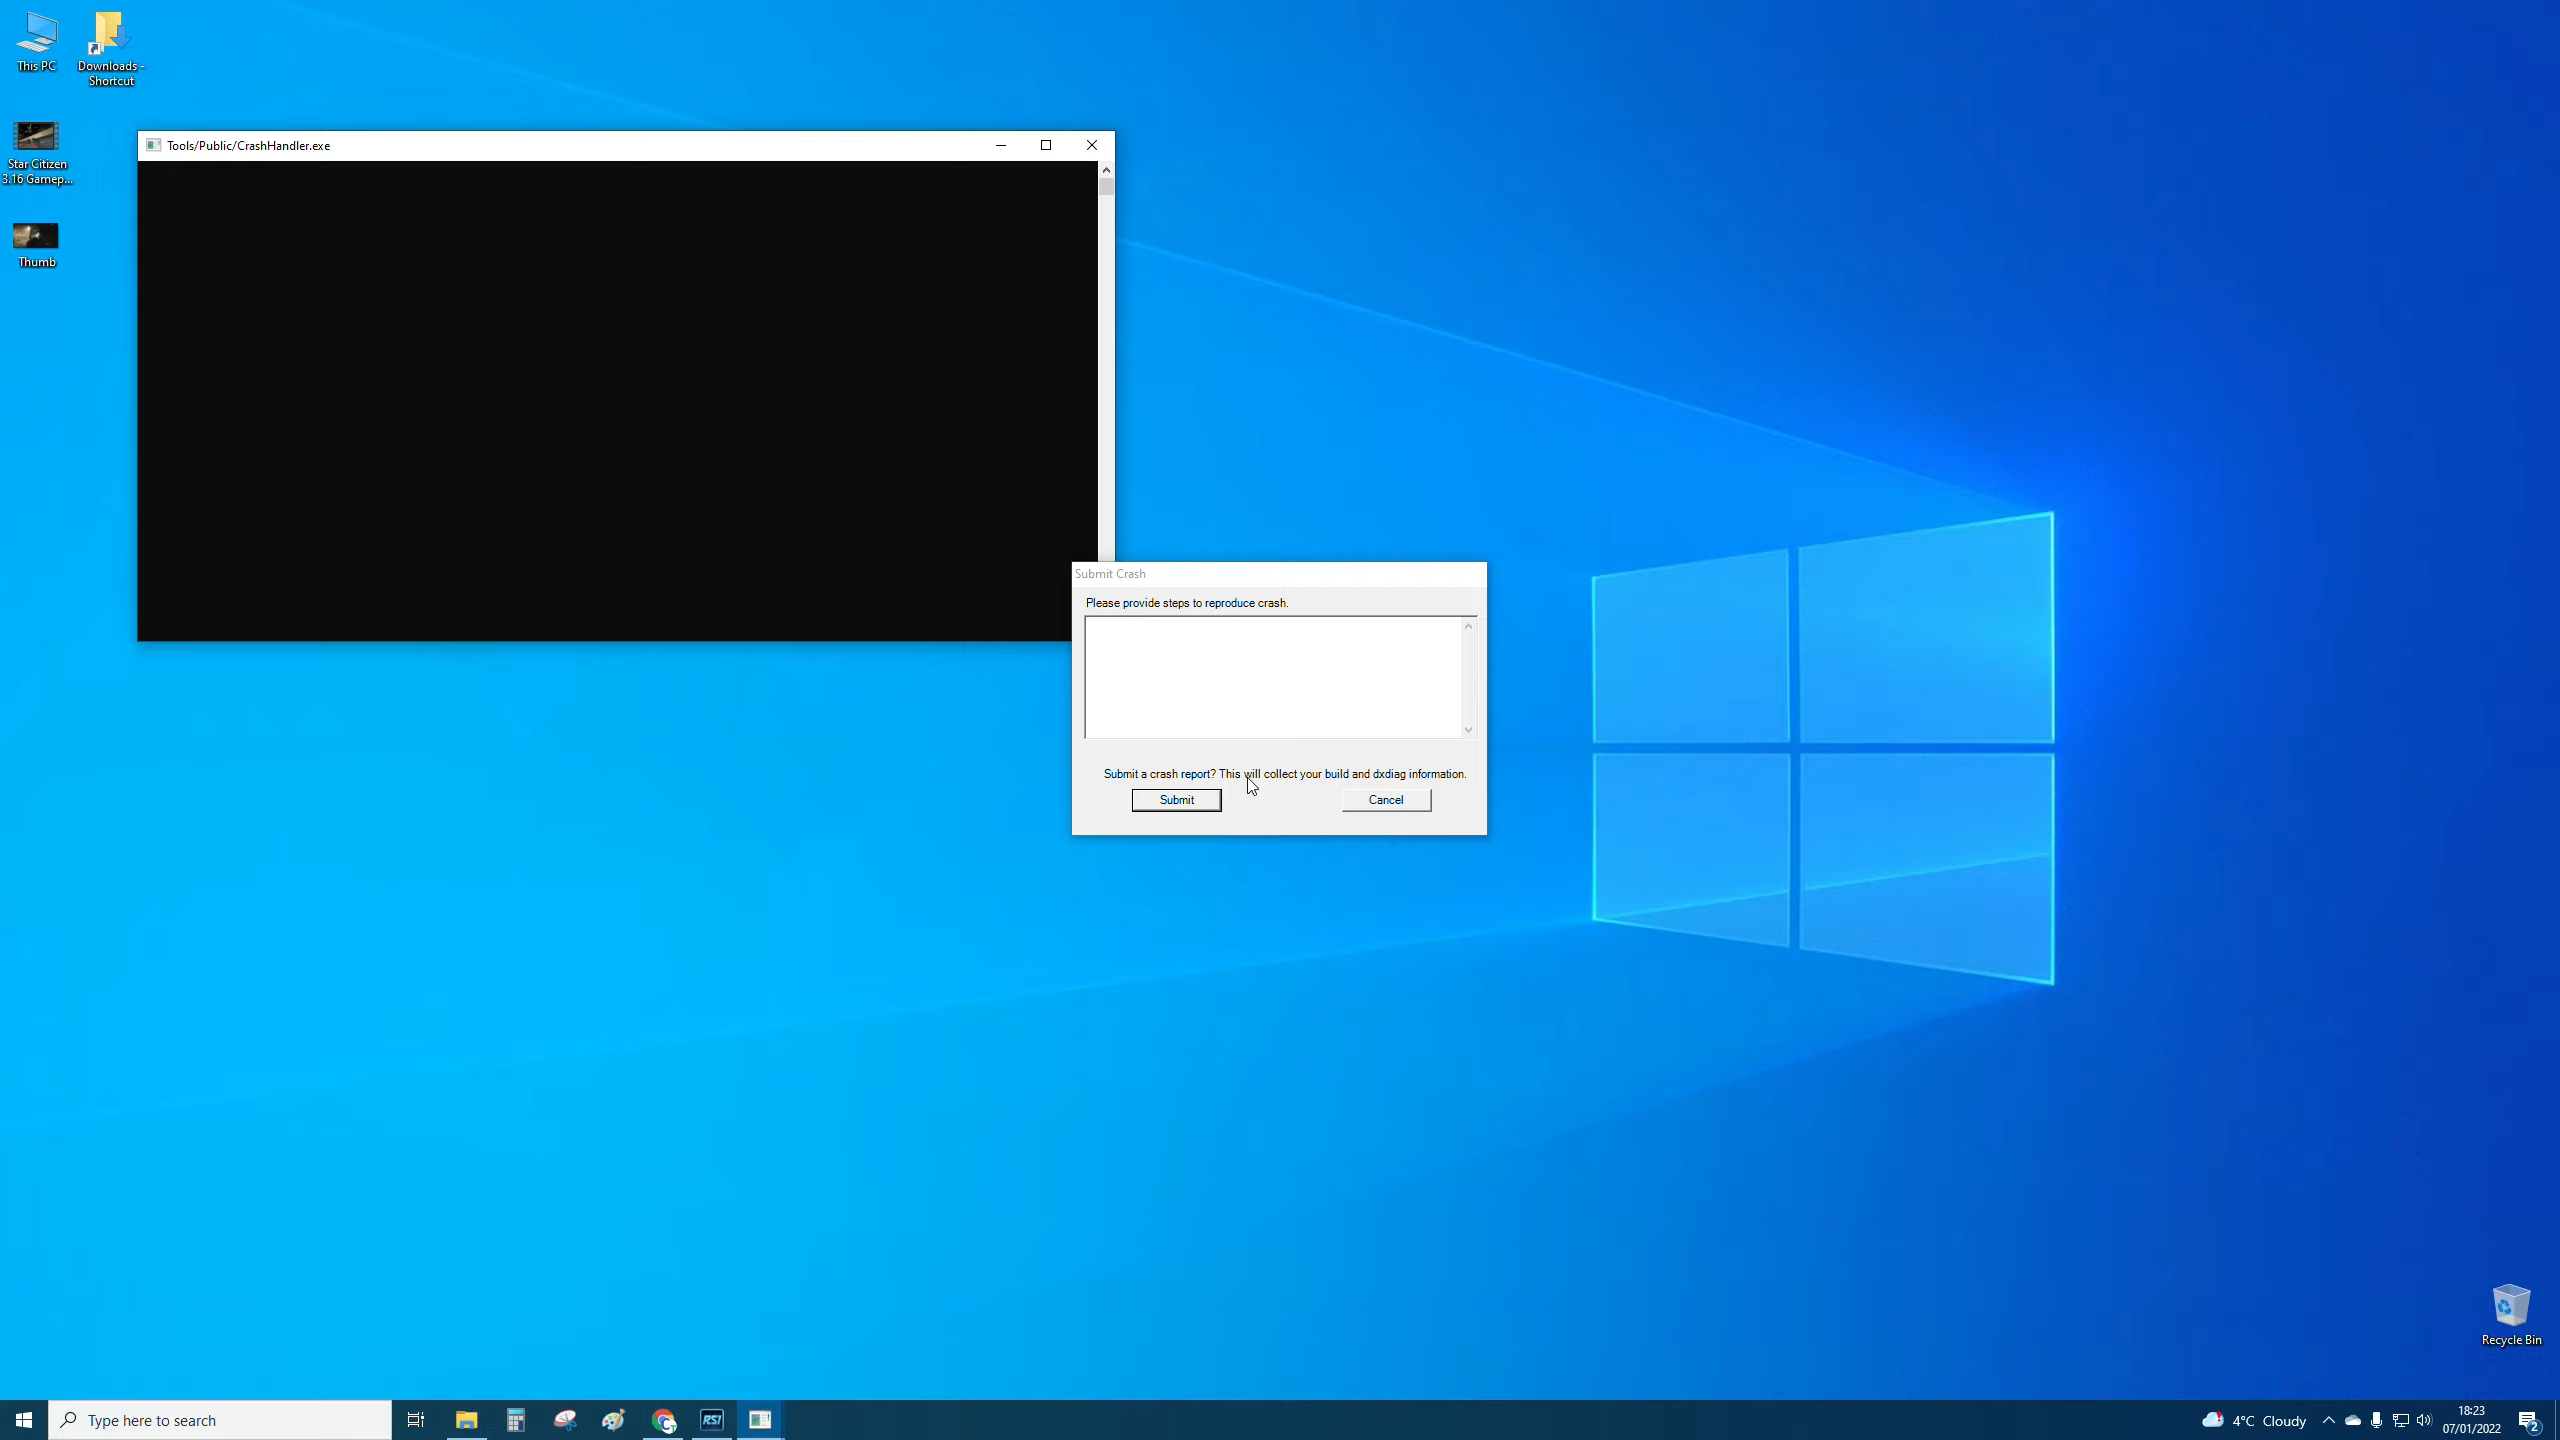 This PC
Downloads -
Shortcut
Star Citizen
3.16 Gamep...
Thumb
Tools/Public/CrashHandler.exe
Submit Crash
Please provide steps to reproduce crash.
Submit a crash report? This will collect your build and dxdiag information.
Submit
Cancel
Recycle Bin
Type here to search
RSI
4°C Cloudy
18:23
07/01/2022
2